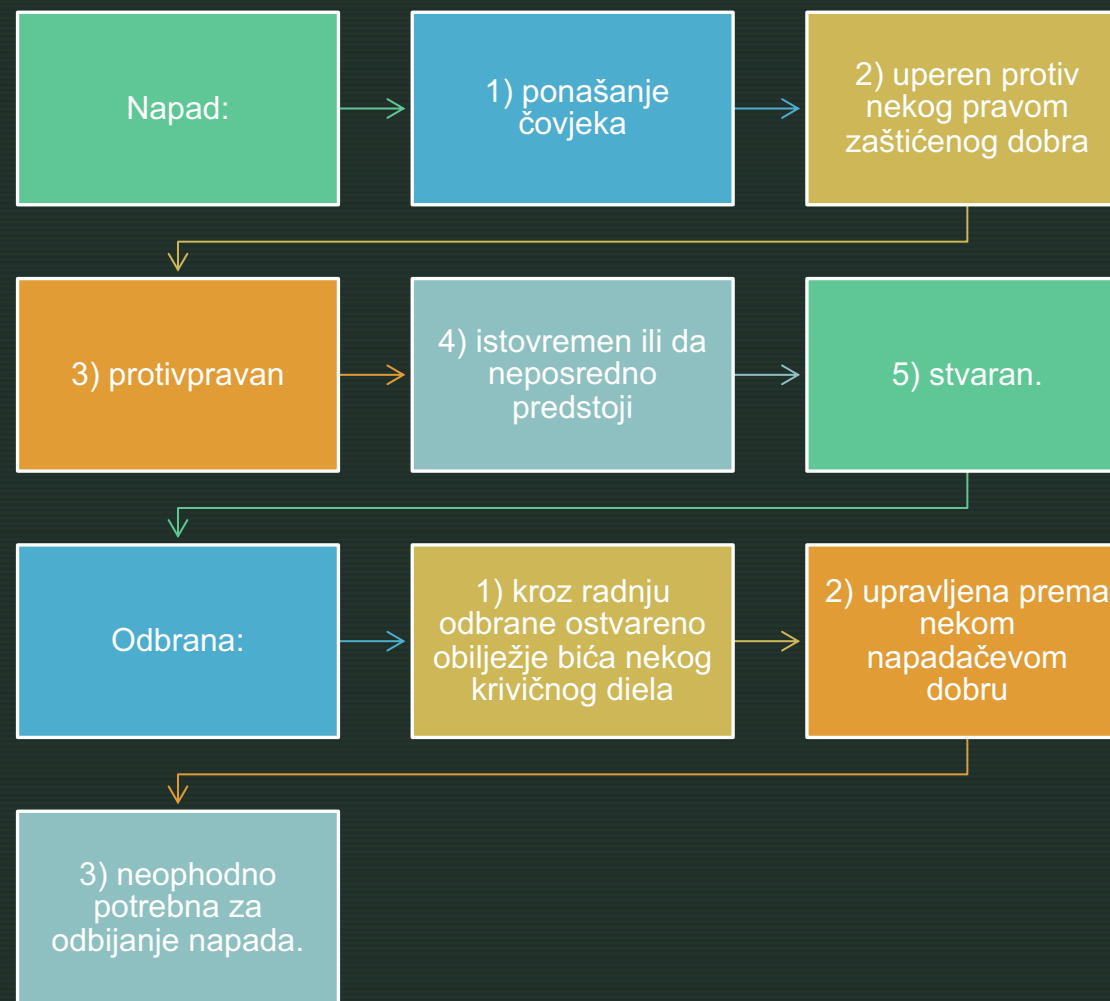 Napad:
1) ponašanje
čovjeka
2) uperen protiv
nekog pravom
zaštićenog dobra
3) protivpravan
4) istovremen ili da
neposredno
predstoji
5) stvaran.
Odbrana:
1) kroz radnju
odbrane ostvareno
obilježje bića nekog
krivičnog diela
2) upravljena prema
nekom
napadačevom
dobru
3) neophodno
potrebna za
odbijanje napada.